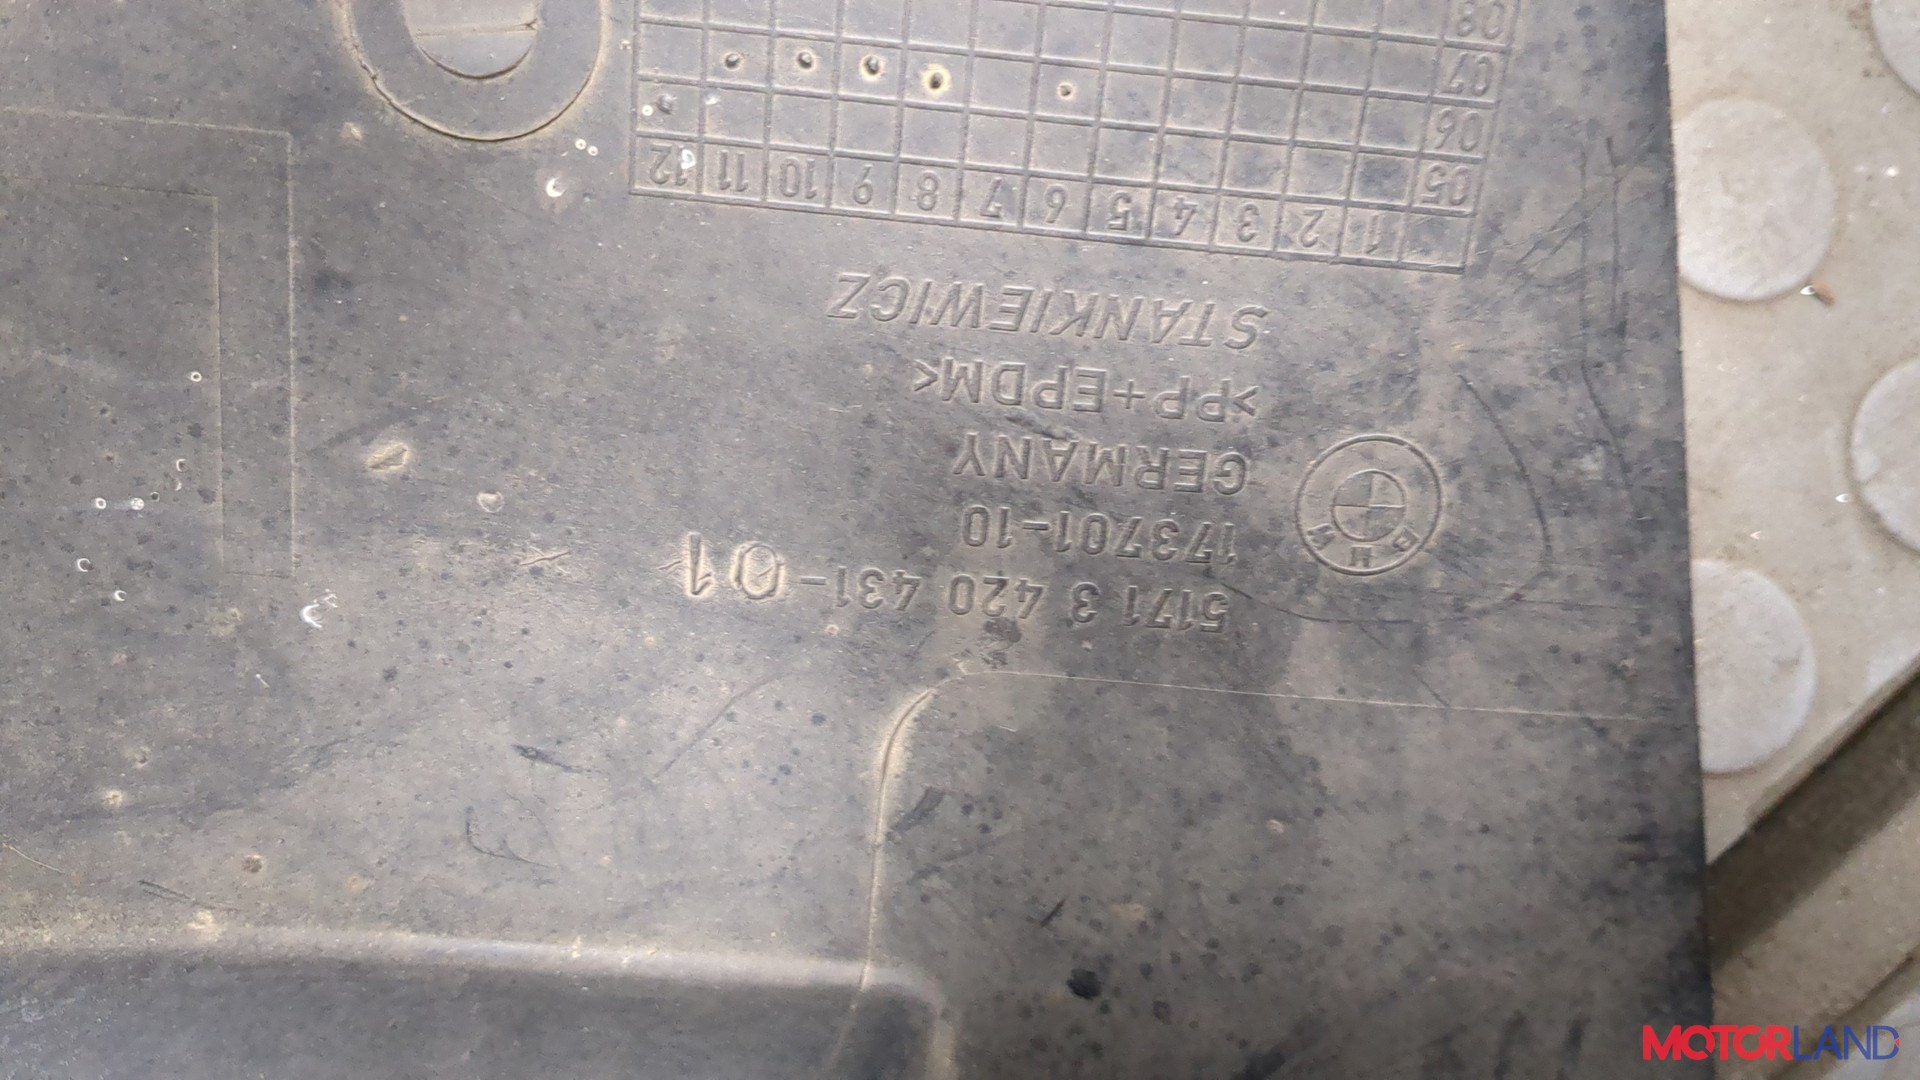 5171 3 420 431-01
173701-10
GERMANY
>PP+EPDM<
STANKIEWICZ
BMW
1 2 3 4 5 6 7 8 9 10 11 12
05
06
07
08
MOTORLAND